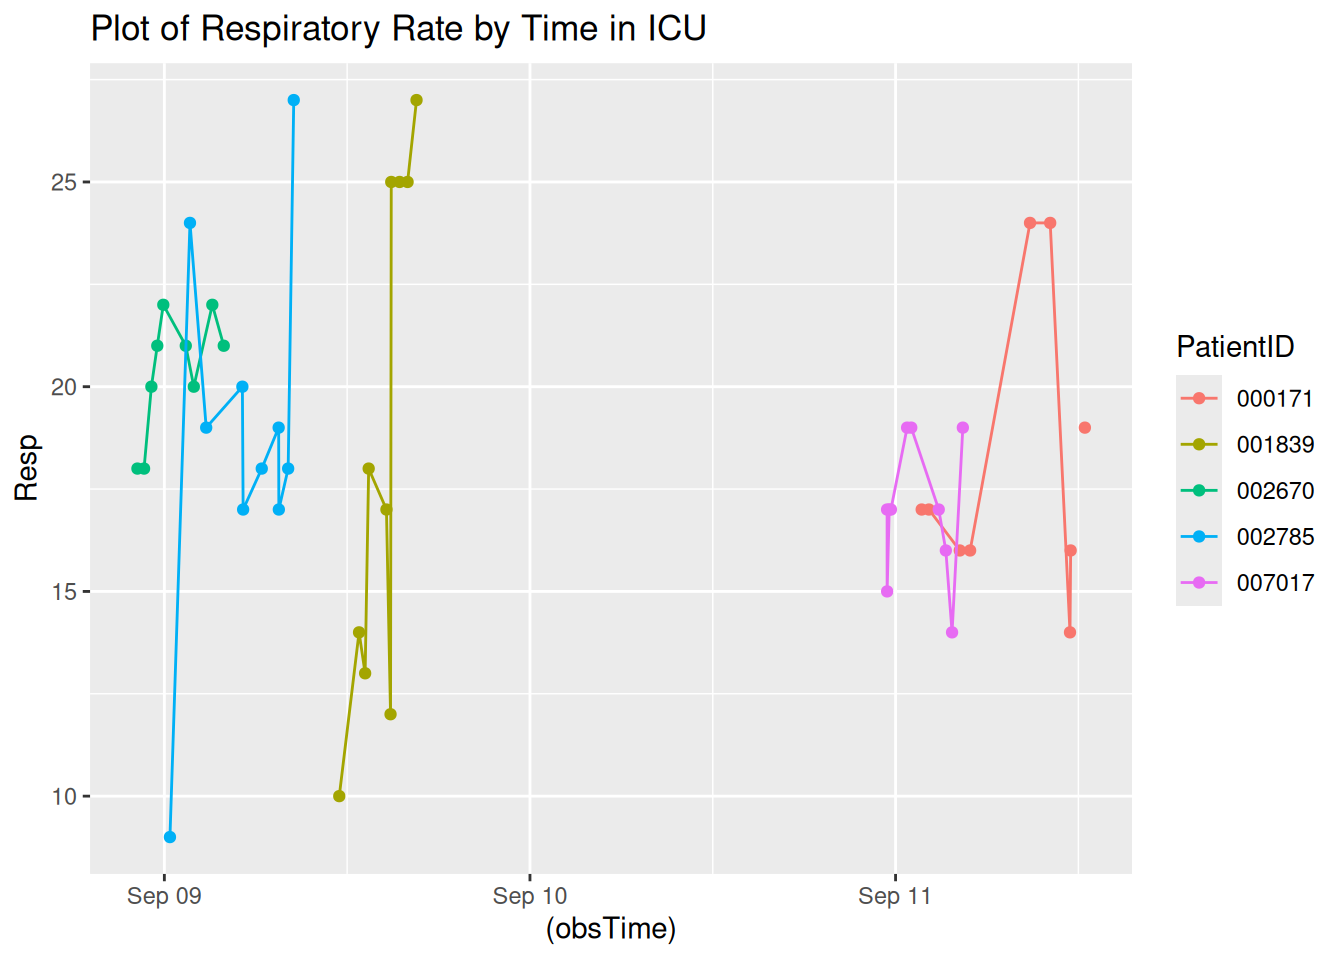 Plot of Respiratory Rate by Time in ICU
Resp
25
20
15
10
Sep 09
Sep 10
Sep 11
(obsTime)
PatientID
000171
001839
002670
002785
007017